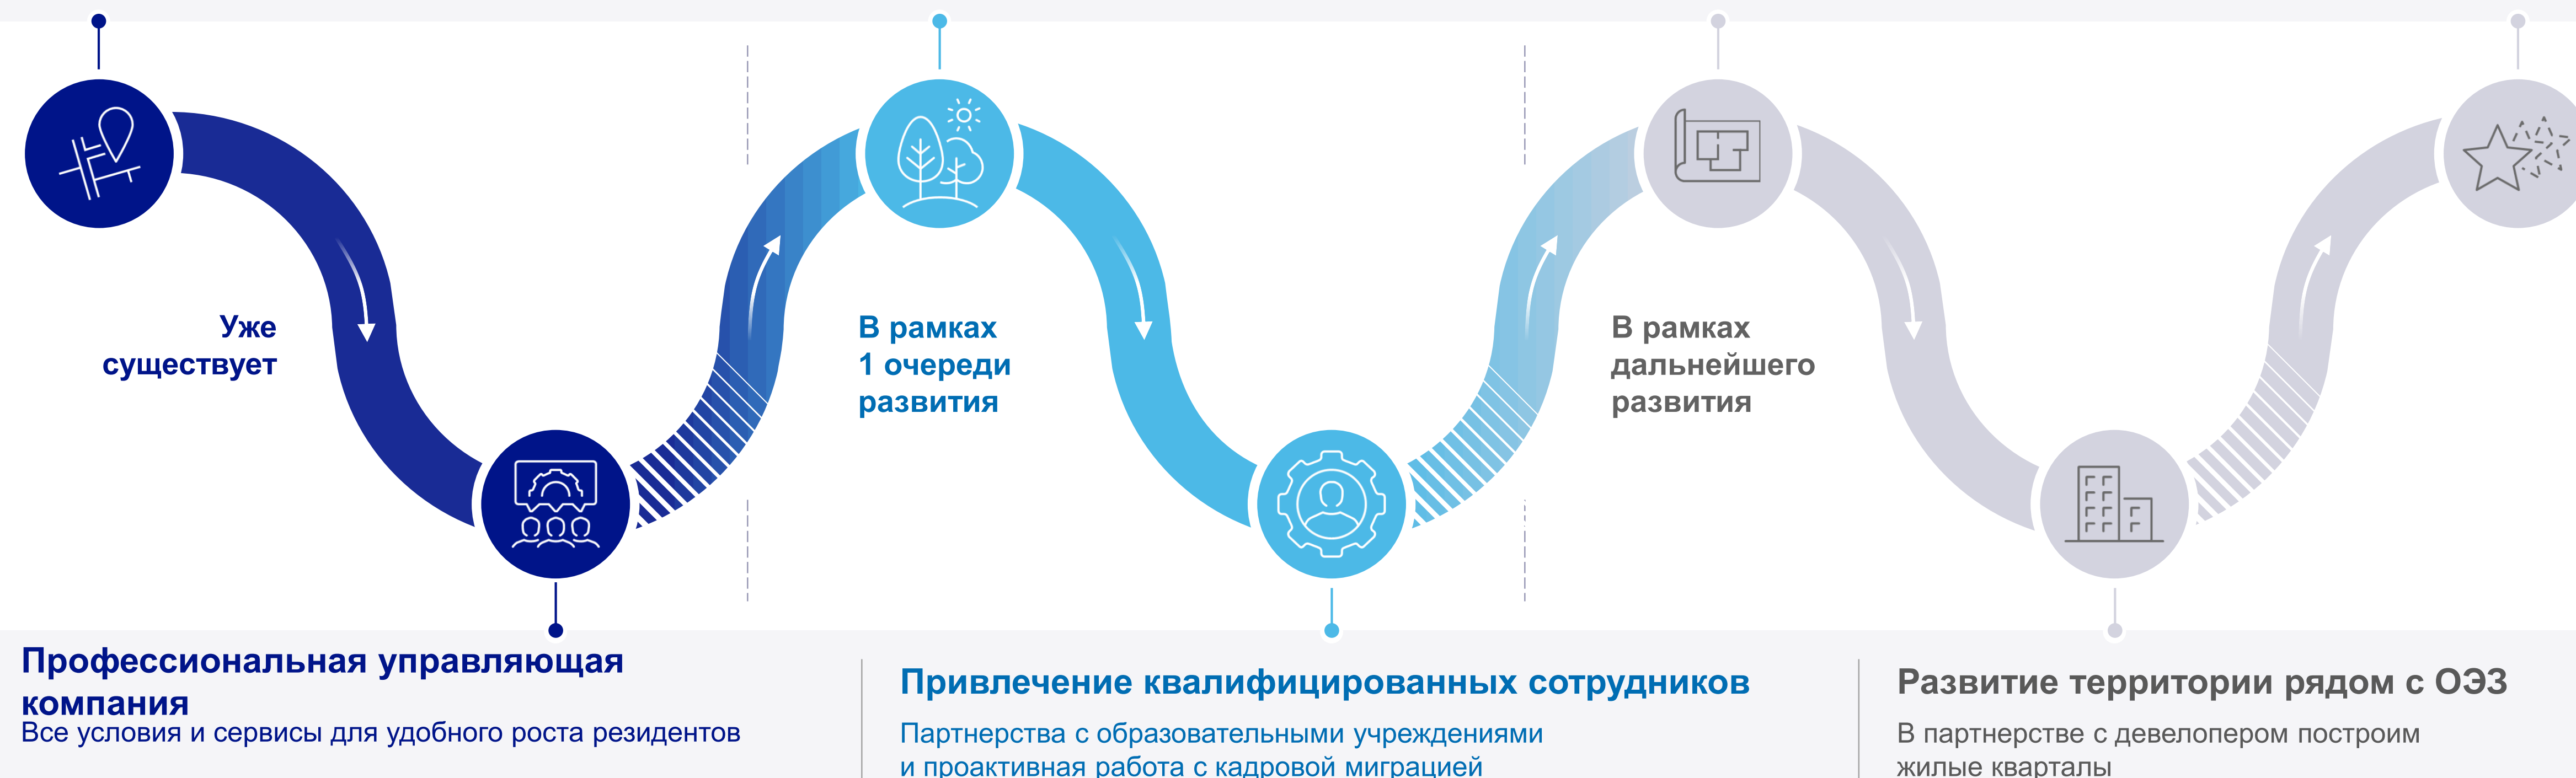 Уже
существует
В рамках
1 очереди
развития
В рамках
дальнейшего
развития
Профессиональная управляющая
компания
Все условия и сервисы для удобного роста резидентов
Привлечение квалифицированных сотрудников
Партнерства с образовательными учреждениями
и проактивная работа с кадровой миграцией
Развитие территории рядом с ОЭЗ
В партнерстве с девелопером построим
жилые кварталы